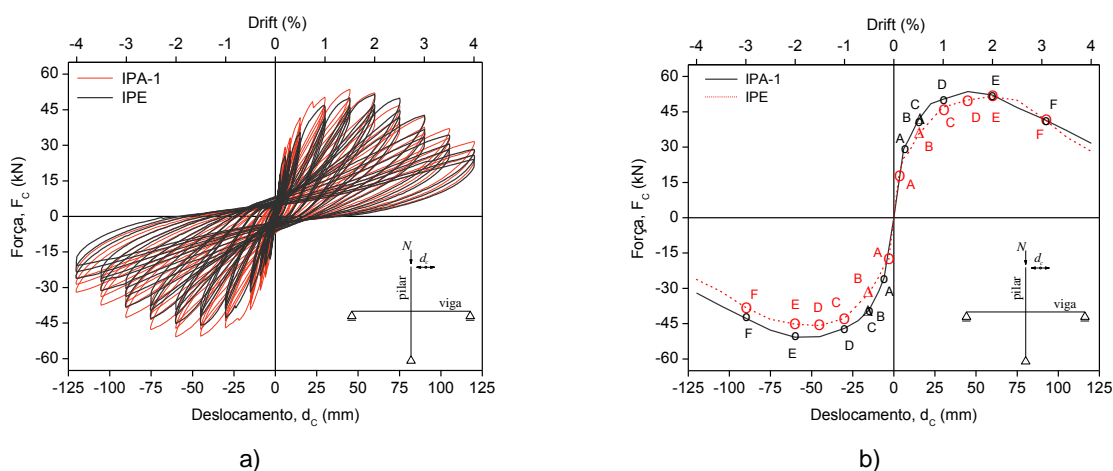 Drift (%)
-4 -3 -2 -1 0 1 2 3 4
60
45
30
15
0
-15
-30
-45
-60
Força, F_C (kN)
IPA-1
IPE
N
d_c
pilar
viga
-125 -100 -75 -50 -25 0 25 50 75 100 125
Deslocamento, d_C (mm)
a)
Drift (%)
-4 -3 -2 -1 0 1 2 3 4
60
45
30
15
0
-15
-30
-45
-60
Força, F_C (kN)
IPA-1
IPE
A B C D E F
A B C D E F
F E D C B A
F E D C B A
N
d_c
pilar
viga
-125 -100 -75 -50 -25 0 25 50 75 100 125
Deslocamento, d_C (mm)
b)